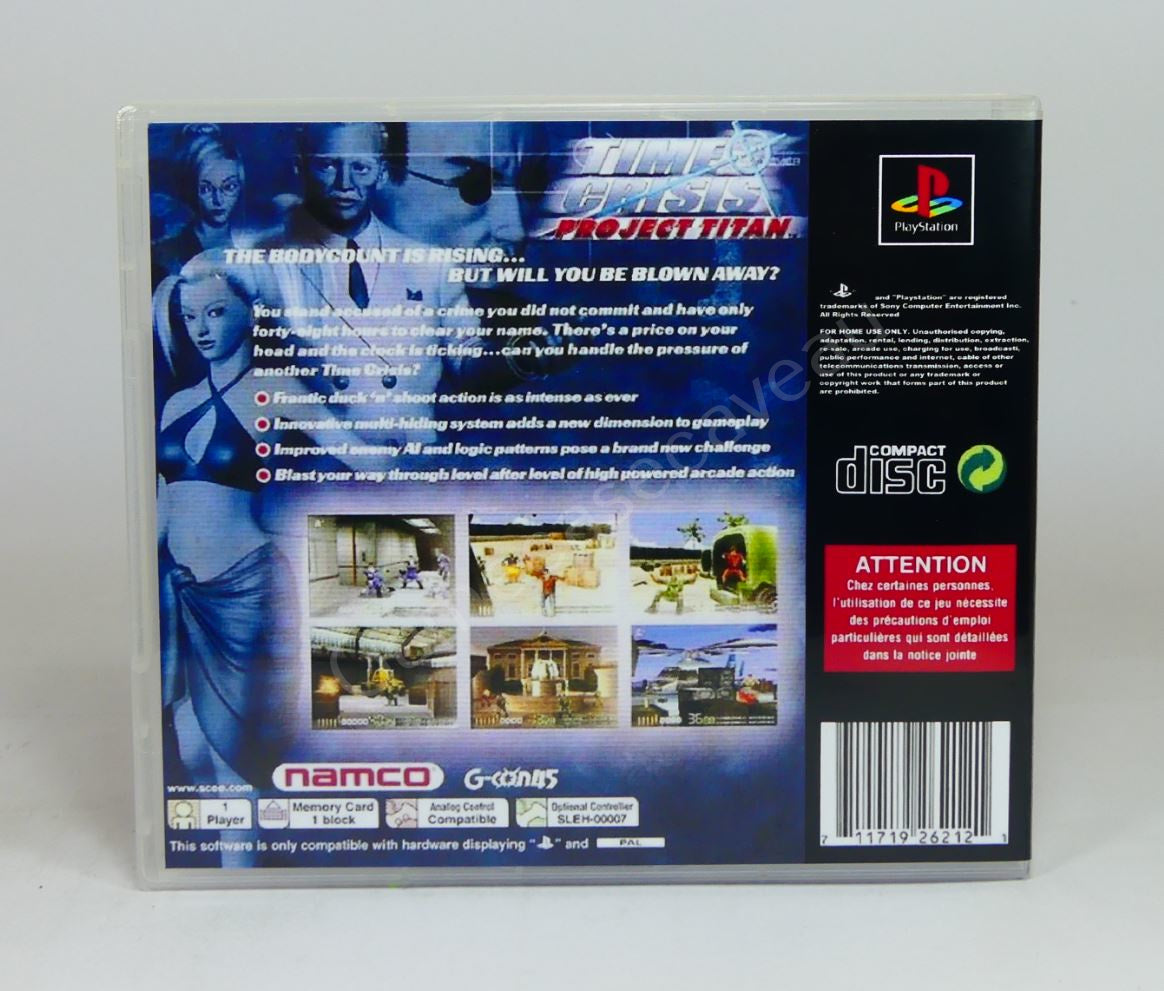 TIME
CRISIS
PROJECT TITAN
THE BODYCOUNT IS RISING...
BUT WILL YOU BE BLOWN AWAY?
You stand accused of a crime you did not commit and have only
forty-eight hours to clear your name. There's a price on your
head and the clock is ticking...can you handle the pressure of
another Time Crisis?
Frantic duck 'n' shoot action is as intense as ever
Innovative multi-hiding system adds a new dimension to gameplay
Improved enemy AI and logic patterns pose a brand new challenge
Blast your way through level after level of high powered arcade action
namco G-CON45
www.scee.com
1
Player
Memory Card
1 block
Analog Control
Compatible
Optional Controller
SLEH-00007
This software is only compatible with hardware displaying " " and PAL
PlayStation
and "Playstation" are registered
trademarks of Sony Computer Entertainment Inc.
All Rights Reserved
FOR HOME USE ONLY. Unauthorised copying,
adaptation, rental, lending, distribution, extraction,
re-sale, arcade use, charging for use, broadcast,
public performance and internet, cable of other
telecommunications transmission, access or
use of this product or any trademark or
copyright work that forms part of this product
are prohibited.
COMPACT
disc
ATTENTION
Chez certaines personnes,
l'utilisation de ce jeu nécessite
des précautions d'emploi
particulières qui sont détaillées
dans la notice jointe
7 11719 26212 1